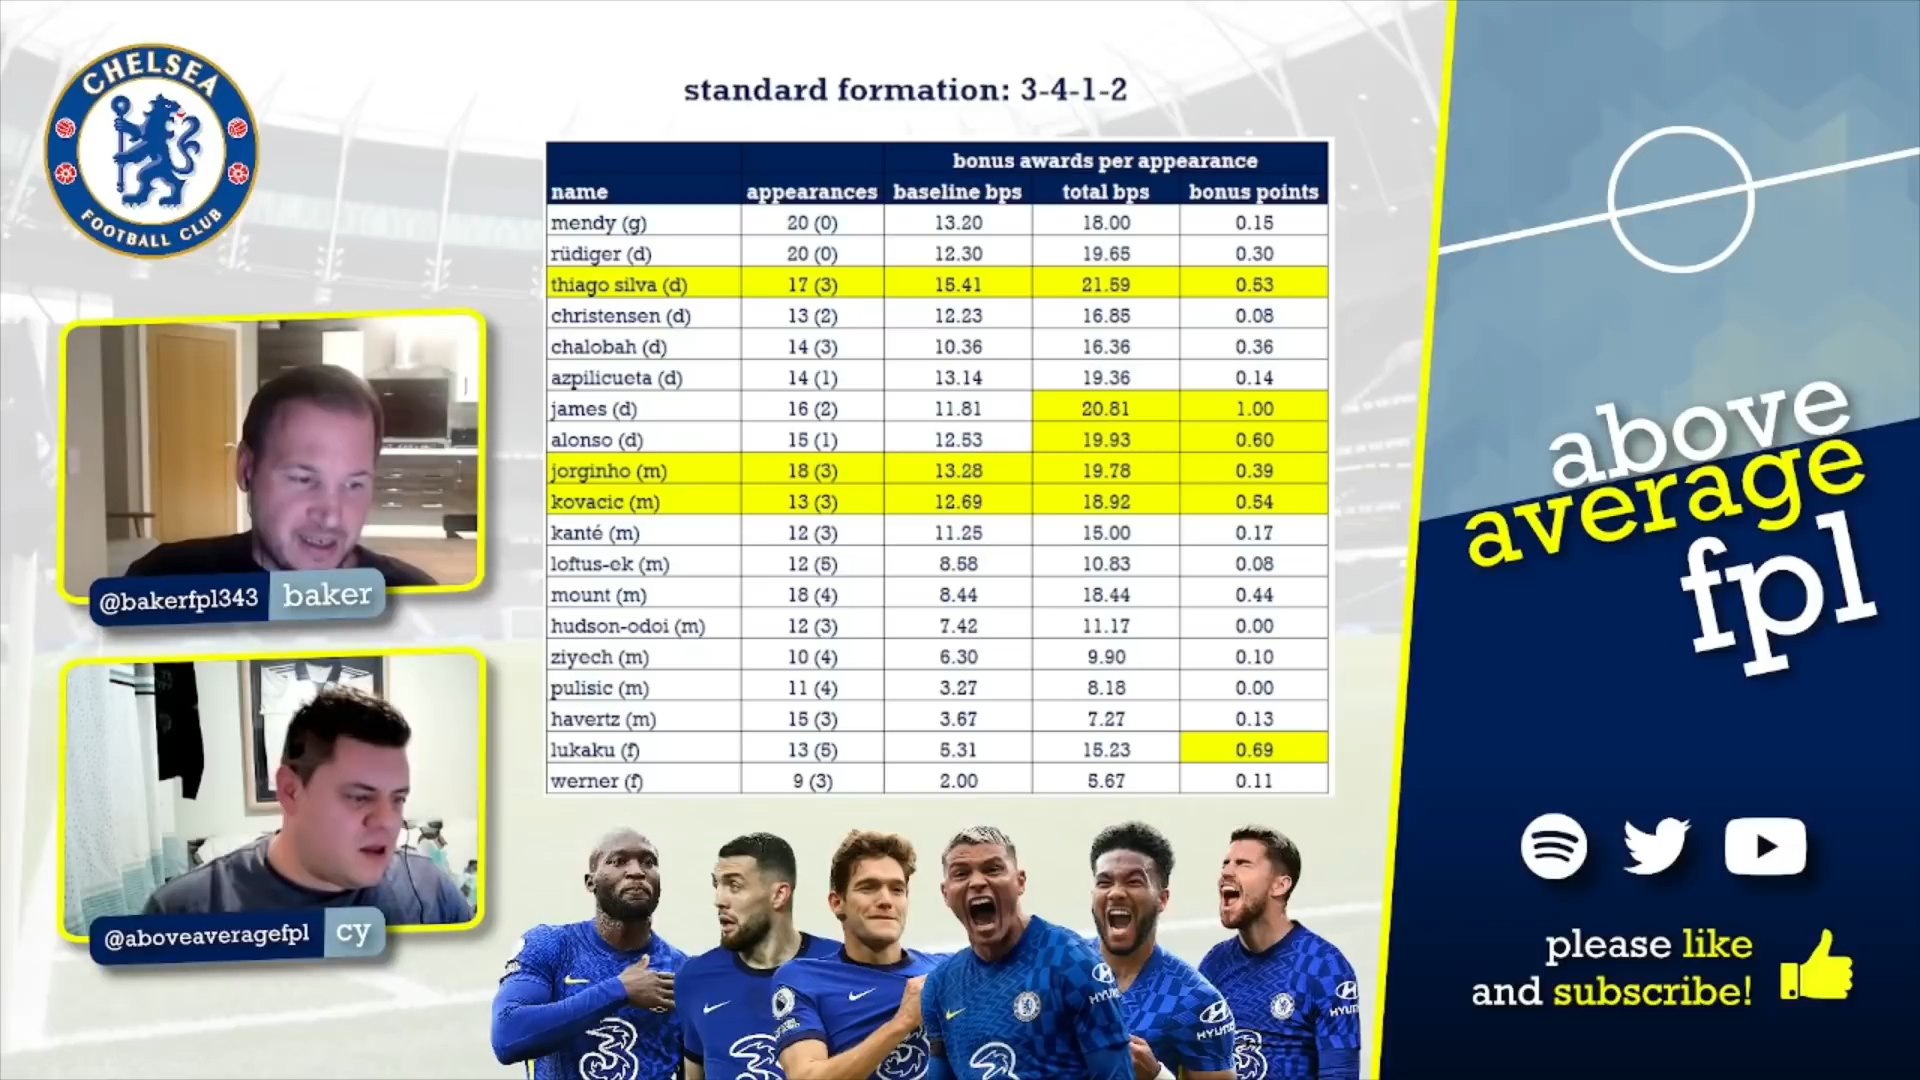 CHELSEA
FOOTBALL CLUB
standard formation: 3-4-1-2
bonus awards per appearance
name appearances baseline bps total bps bonus points
mendy (g) 20 (0) 13.20 18.00 0.15
rüdiger (d) 20 (0) 12.30 19.65 0.30
thiago silva (d) 17 (3) 15.41 21.59 0.53
christensen (d) 13 (2) 12.23 16.85 0.08
chalobah (d) 14 (3) 10.36 16.36 0.36
azpilicueta (d) 14 (1) 13.14 19.36 0.14
james (d) 16 (2) 11.81 20.81 1.00
alonso (d) 15 (1) 12.53 19.93 0.60
jorginho (m) 18 (3) 13.28 19.78 0.39
kovacic (m) 13 (3) 12.69 18.92 0.54
kanté (m) 12 (3) 11.25 15.00 0.17
loftus-ek (m) 12 (5) 8.58 10.83 0.08
mount (m) 18 (4) 8.44 18.44 0.44
hudson-odoi (m) 12 (3) 7.42 11.17 0.00
ziyech (m) 10 (4) 6.30 9.90 0.10
pulisic (m) 11 (4) 3.27 8.18 0.00
havertz (m) 15 (3) 3.67 7.27 0.13
lukaku (f) 13 (5) 5.31 15.23 0.69
werner (f) 9 (3) 2.00 5.67 0.11
@bakerfpl343 baker
@aboveaveragefpl cy
3
3
3
3
3
HYUNDAI
above
average
fpl
please like
and subscribe!